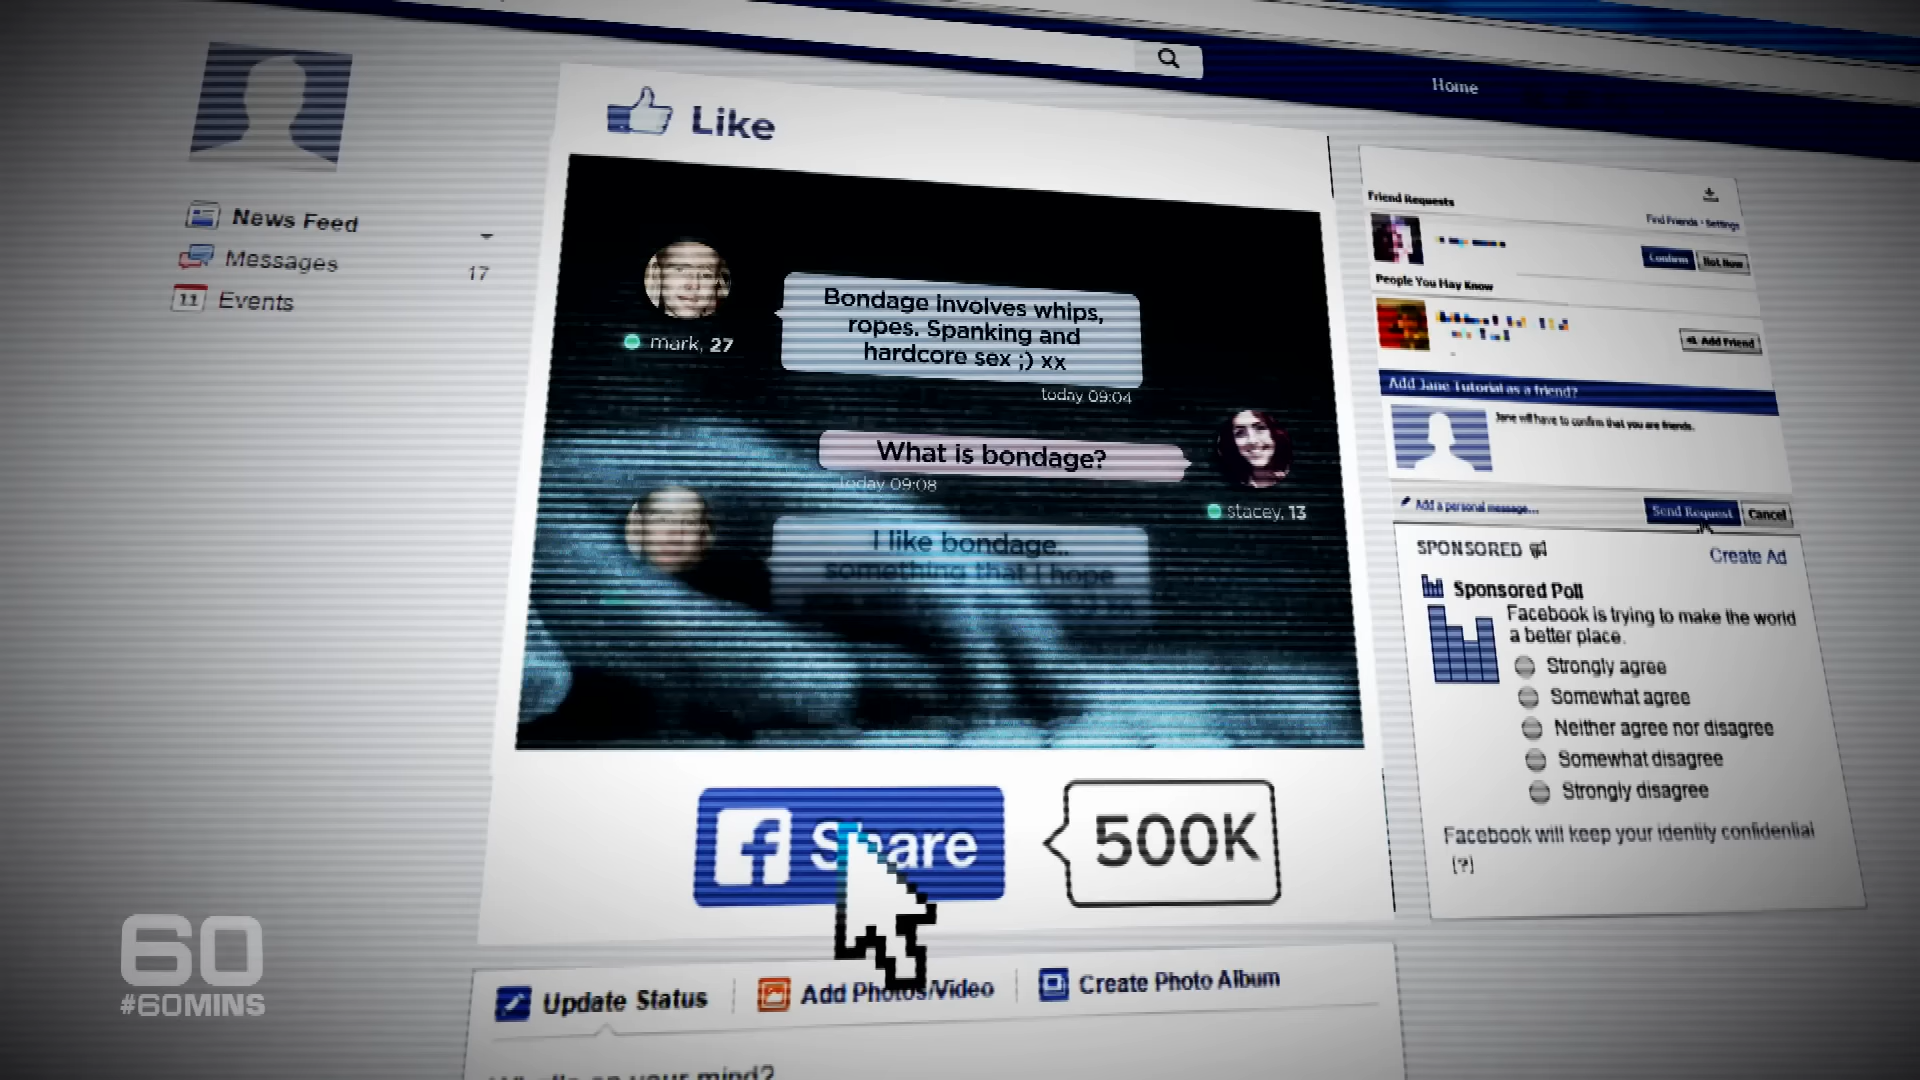 Home
Like
News Feed
Messages 17
11 Events
Bondage involves whips,
ropes. Spanking and
hardcore sex ;) xx
mark, 27
today 09:04
What is bondage?
today 09:08
stacey, 13
I like bondage..
something that I hope
Share
500K
Update Status
Add Photos/Video
Create Photo Album
Friend Requests
Find Friends · Settings
Confirm
Not Now
People You May Know
Add Friend
Add Jane Tutorial as a friend?
Jane will have to confirm that you are friends.
Add a personal message...
Send Request
Cancel
SPONSORED
Create Ad
Sponsored Poll
Facebook is trying to make the world
a better place.
Strongly agree
Somewhat agree
Neither agree nor disagree
Somewhat disagree
Strongly disagree
Facebook will keep your identity confidential
[?]
60
#60MINS